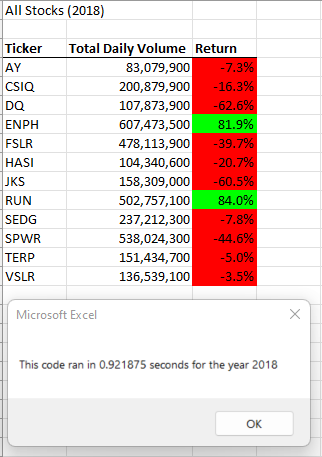 All Stocks (2018)
Ticker Total Daily Volume Return
AY 83,079,900 -7.3%
CSIQ 200,879,900 -16.3%
DQ 107,873,900 -62.6%
ENPH 607,473,500 81.9%
FSLR 478,113,900 -39.7%
HASI 104,340,600 -20.7%
JKS 158,309,000 -60.5%
RUN 502,757,100 84.0%
SEDG 237,212,300 -7.8%
SPWR 538,024,300 -44.6%
TERP 151,434,700 -5.0%
VSLR 136,539,100 -3.5%
Microsoft Excel
This code ran in 0.921875 seconds for the year 2018
OK